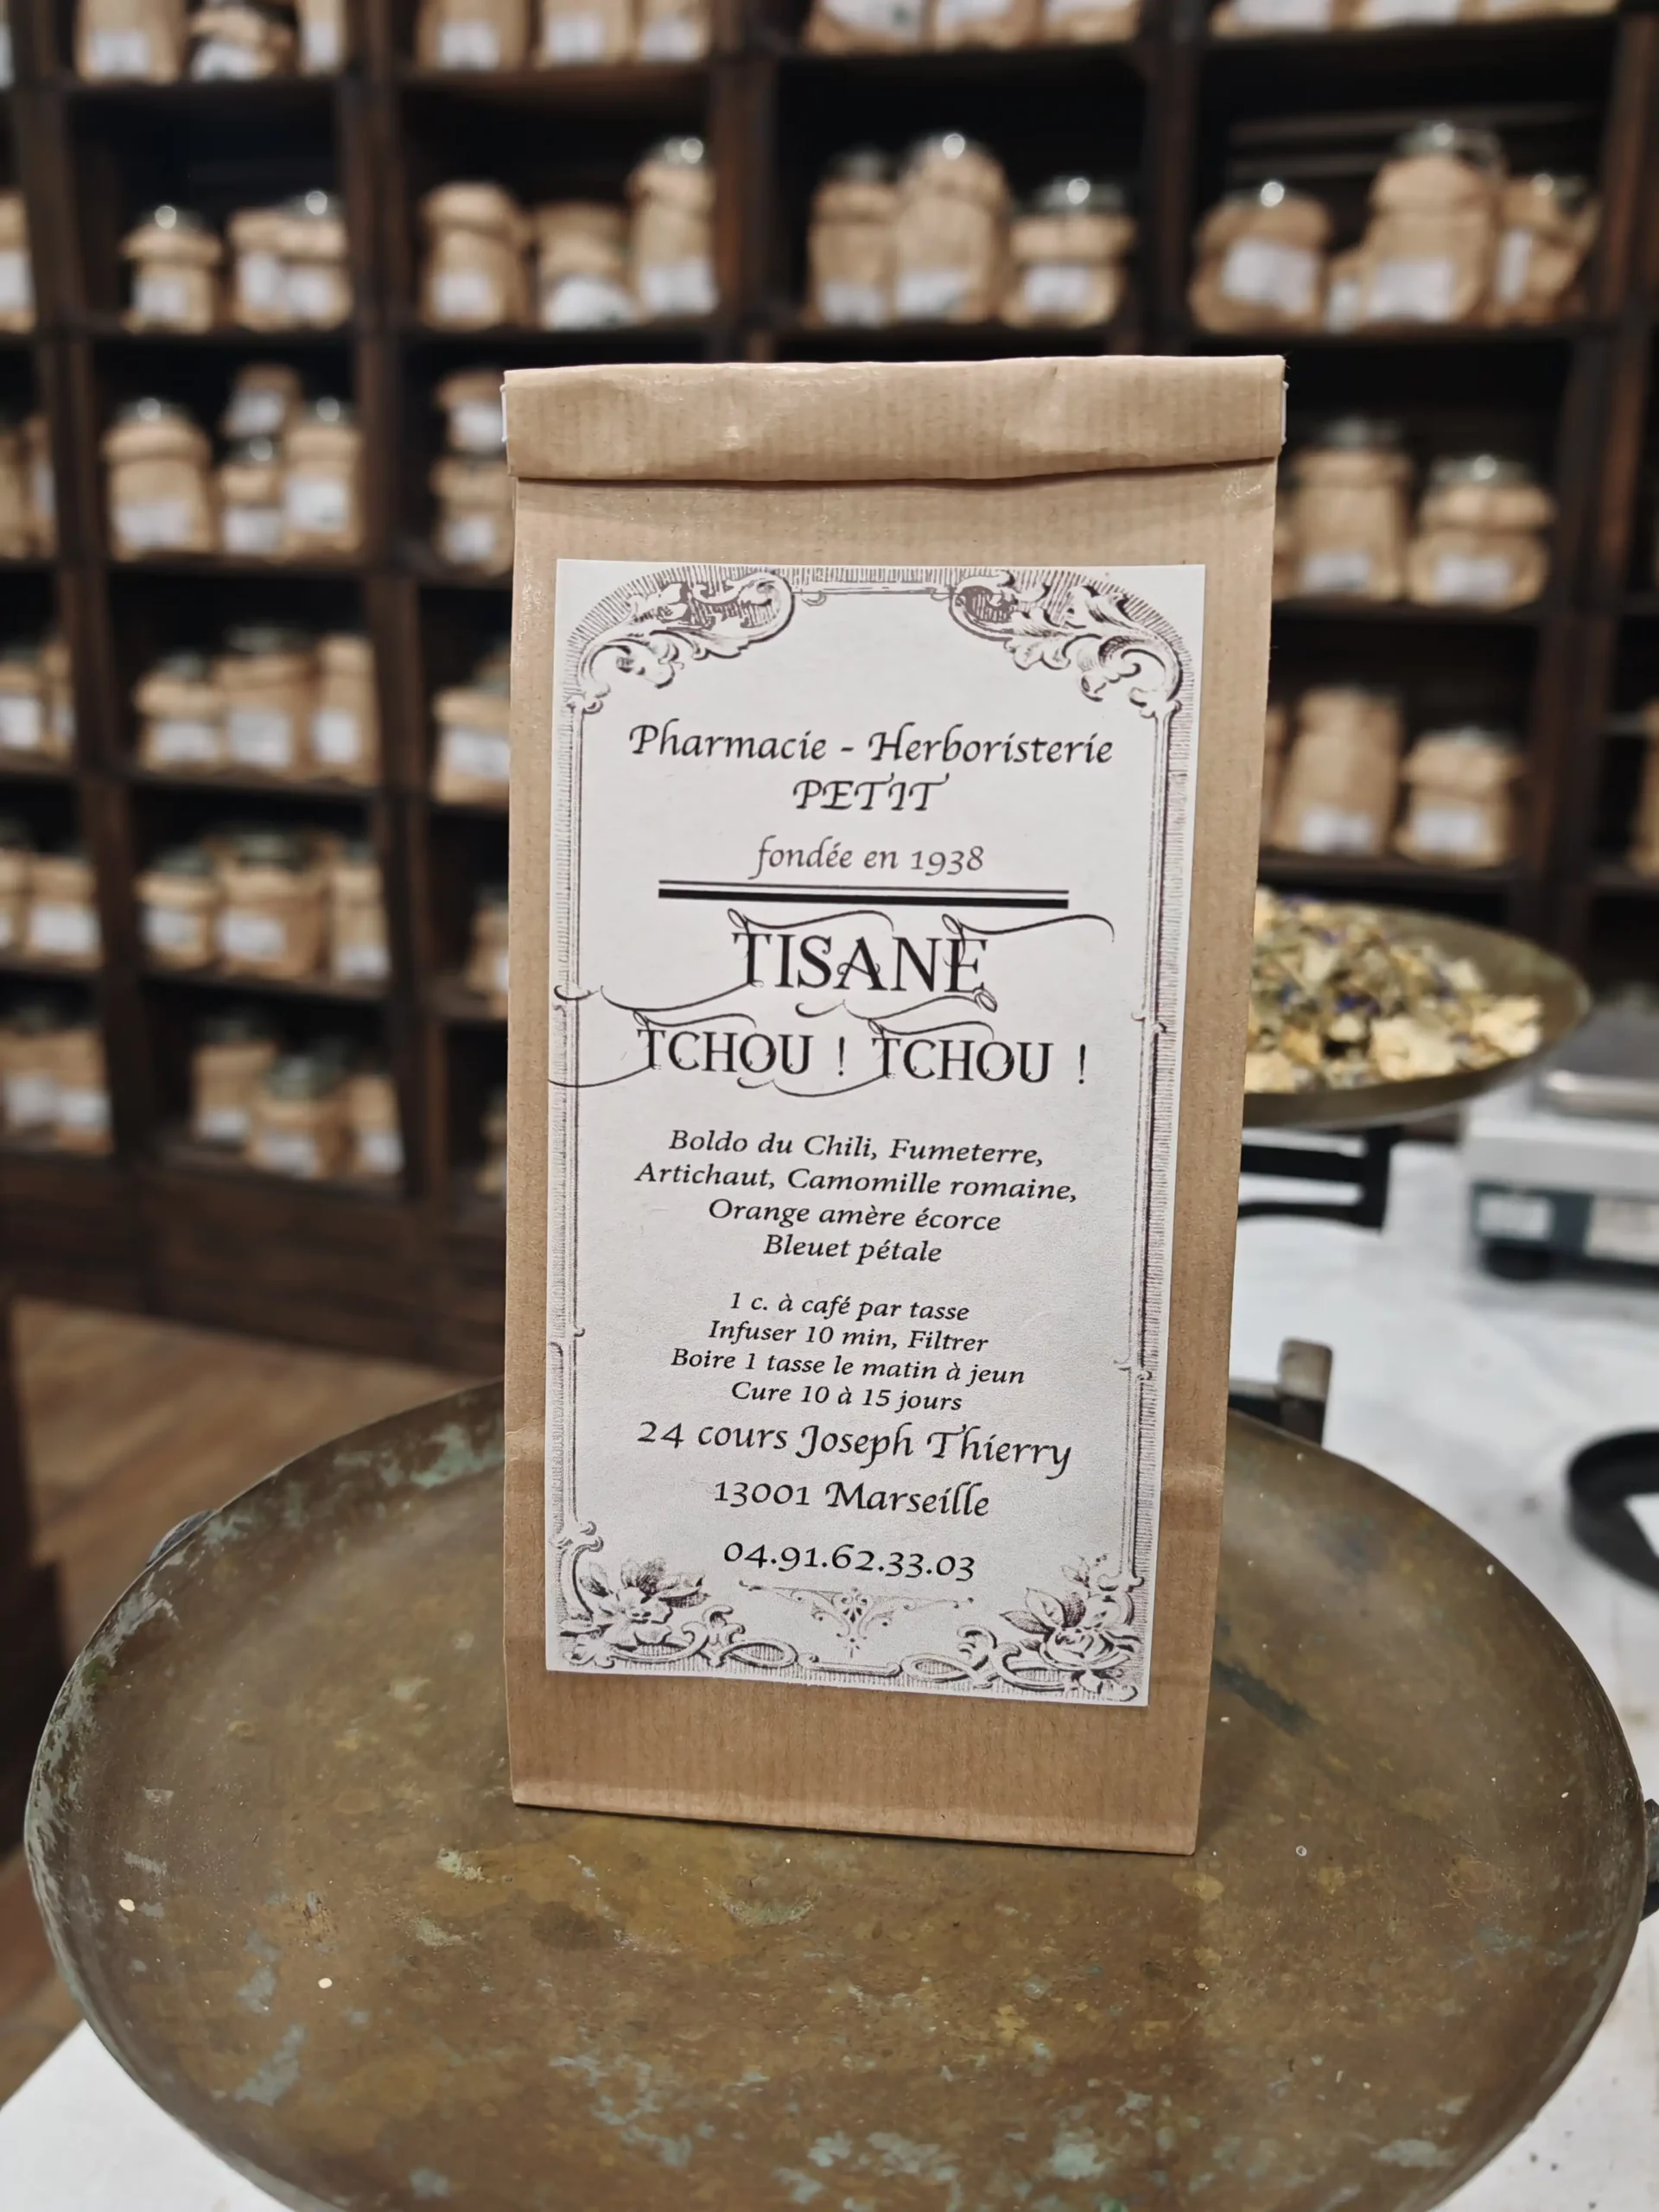 Pharmacie - Herboristerie
PETIT
fondée en 1938
TISANE
TCHOU ! TCHOU !
Boldo du Chili, Fumeterre,
Artichaut, Camomille romaine,
Orange amère écorce
Bleuet pétale
1 c. à café par tasse
Infuser 10 min, Filtrer
Boire 1 tasse le matin à jeun
Cure 10 à 15 jours
24 cours Joseph Thierry
13001 Marseille
04.91.62.33.03